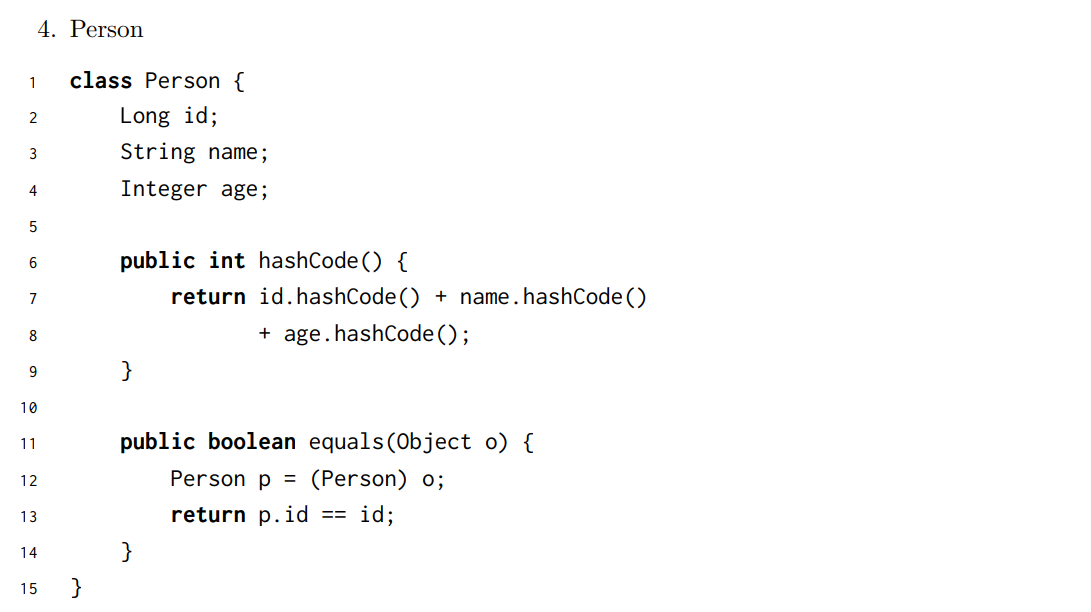 4. Person
1 class Person {
2 Long id;
3 String name;
4 Integer age;
5
6 public int hashCode() {
7 return id.hashCode() + name.hashCode()
8 + age.hashCode();
9 }
10
11 public boolean equals(Object o) {
12 Person p = (Person) o;
13 return p.id == id;
14 }
15 }